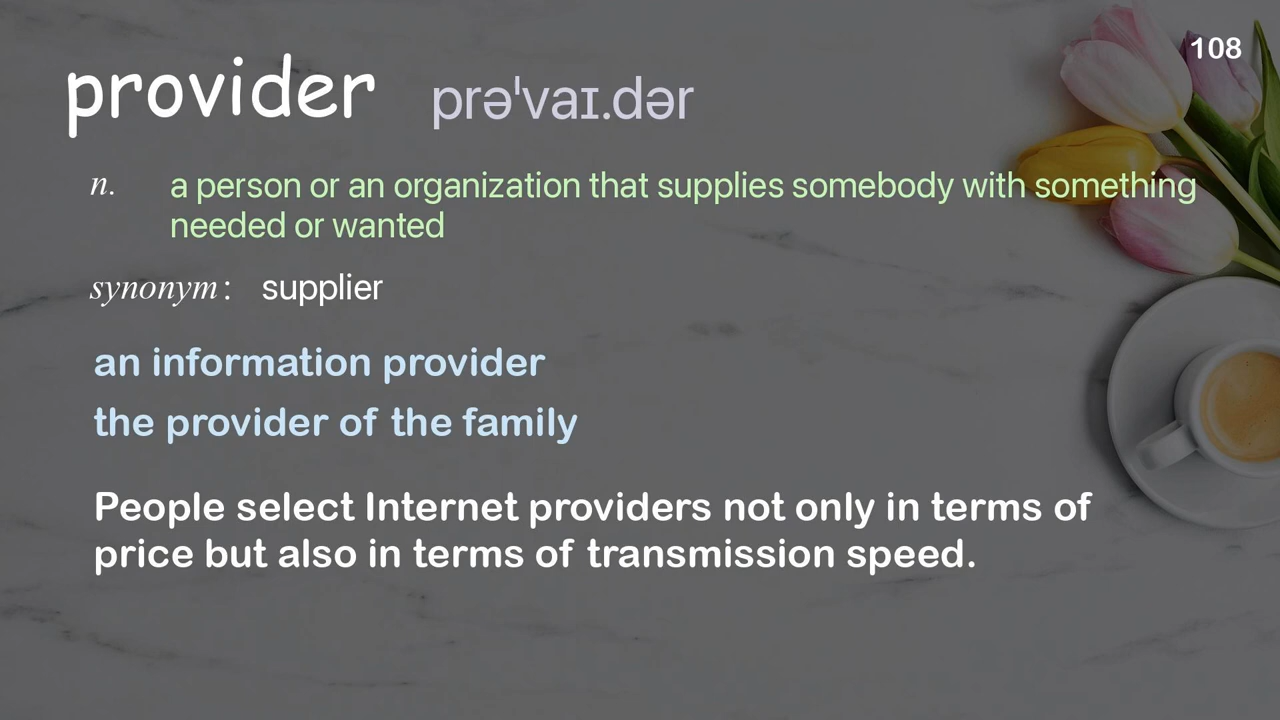 108
provider prəˈvaɪ.dər
n. a person or an organization that supplies somebody with something
needed or wanted
synonym: supplier
an information provider
the provider of the family
People select Internet providers not only in terms of
price but also in terms of transmission speed.